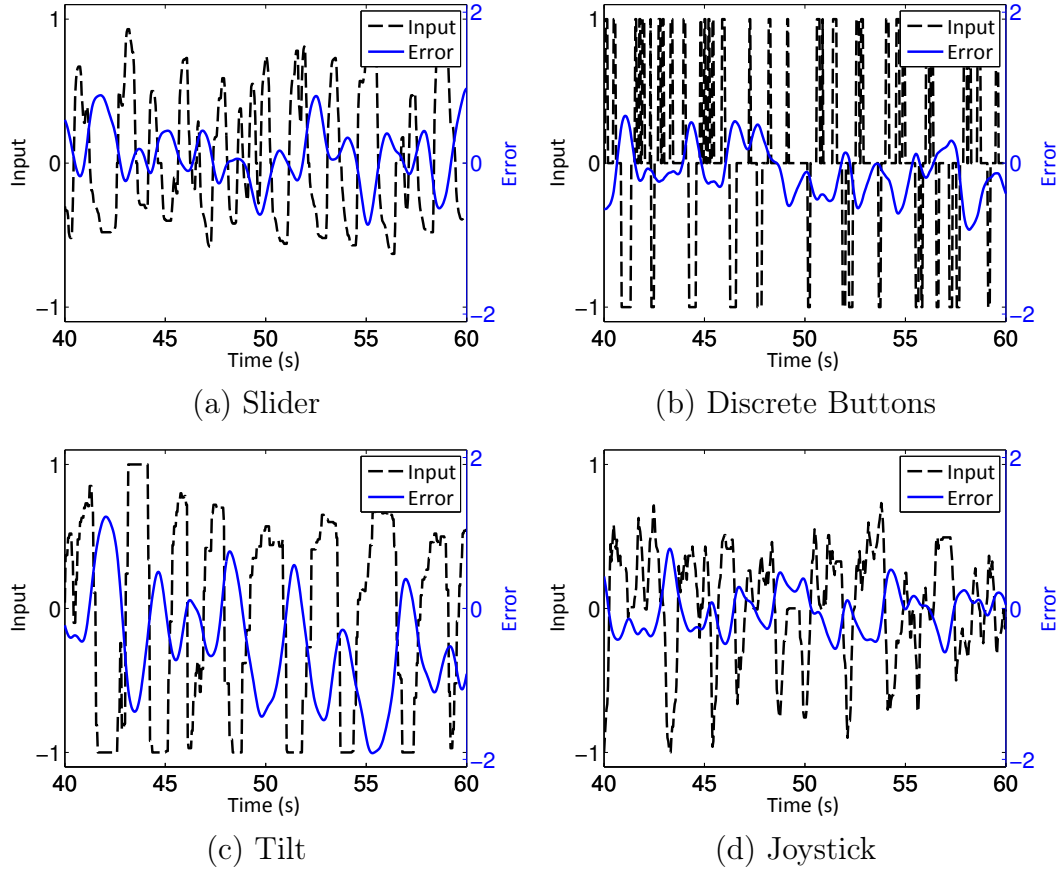 1
0
−1
Input
2
0
−2
Error
Input
Error
40 45 50 55 60
Time (s)
(a) Slider
1
0
−1
Input
2
0
−2
Error
Input
Error
40 45 50 55 60
Time (s)
(b) Discrete Buttons
1
0
−1
Input
2
0
−2
Error
Input
Error
40 45 50 55 60
Time (s)
(c) Tilt
1
0
−1
Input
2
0
−2
Error
Input
Error
40 45 50 55 60
Time (s)
(d) Joystick